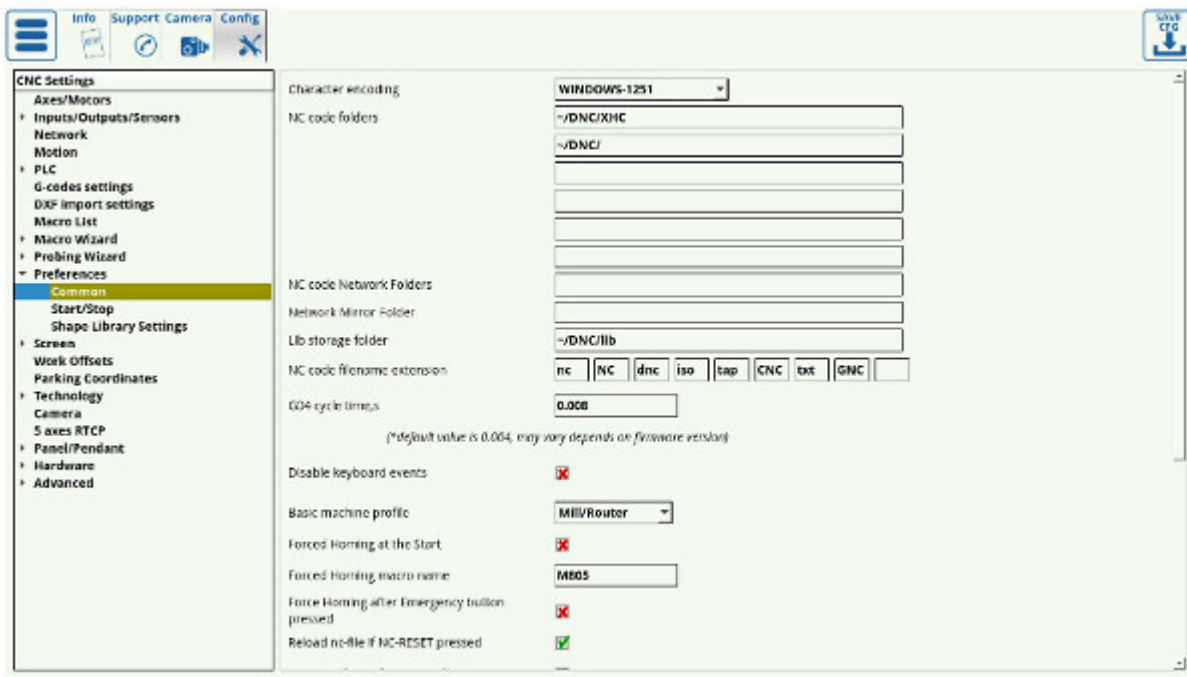 Info Support Camera Config
SAVE CFG
CNC Settings
Axes/Motors
Inputs/Outputs/Sensors
Network
Motion
PLC
G-codes settings
DXF import settings
Macro List
Macro Wizard
Probing Wizard
Preferences
Common
Start/Stop
Shape Library Settings
Screen
Work Offsets
Parking Coordinates
Technology
Camera
5 axes RTCP
Panel/Pendant
Hardware
Advanced
Character encoding WINDOWS-1251
NC code folders ~/DNC/XHC
~/DNC/
NC code Network Folders
Network Mirror Folder
Lib storage folder ~/DNC/lib
NC code filename extension nc NC dnc iso tap CNC txt GNC
G04 cycle time,s 0.008
(*default value is 0.004, may vary depends on firmware version)
Disable keyboard events
Basic machine profile Mill/Router
Forced Homing at the Start
Forced Homing macro name M805
Force Homing after Emergency button
pressed
Reload nc-file if NC-RESET pressed